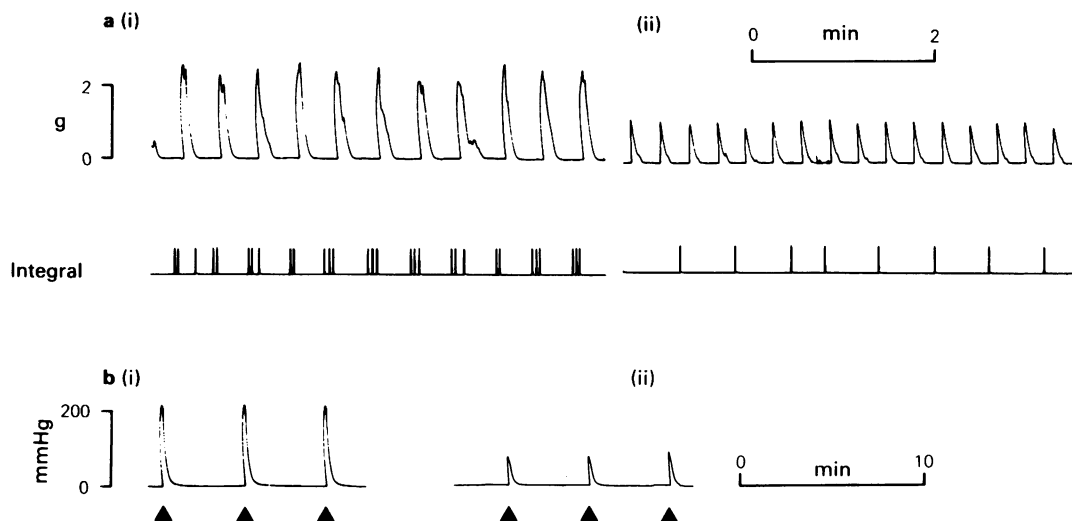 a (i)
(ii)
0 min 2
2
g
0
Integral
b (i)
(ii)
200
mmHg
0
0 min 10